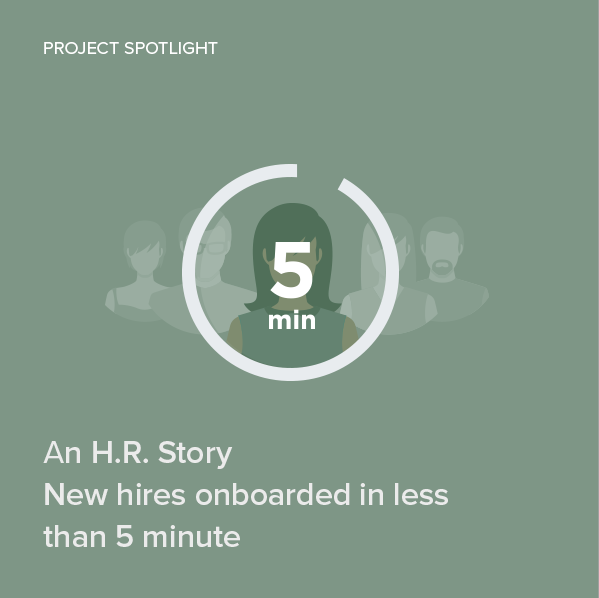 PROJECT SPOTLIGHT
5
min
An H.R. Story
New hires onboarded in less
than 5 minute